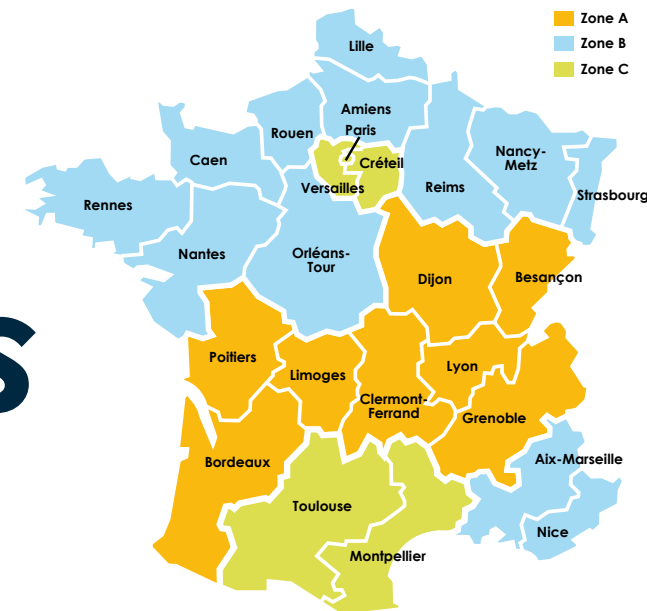 Zone A
Zone B
Zone C
Lille
Amiens
Rouen
Paris
Caen
Créteil
Nancy-
Metz
Versailles
Reims
Strasbourg
Rennes
Nantes
Orléans-
Tour
Dijon
Besançon
Poitiers
Limoges
Lyon
Clermont-
Ferrand
Grenoble
Bordeaux
Aix-Marseille
Toulouse
Nice
Montpellier
S